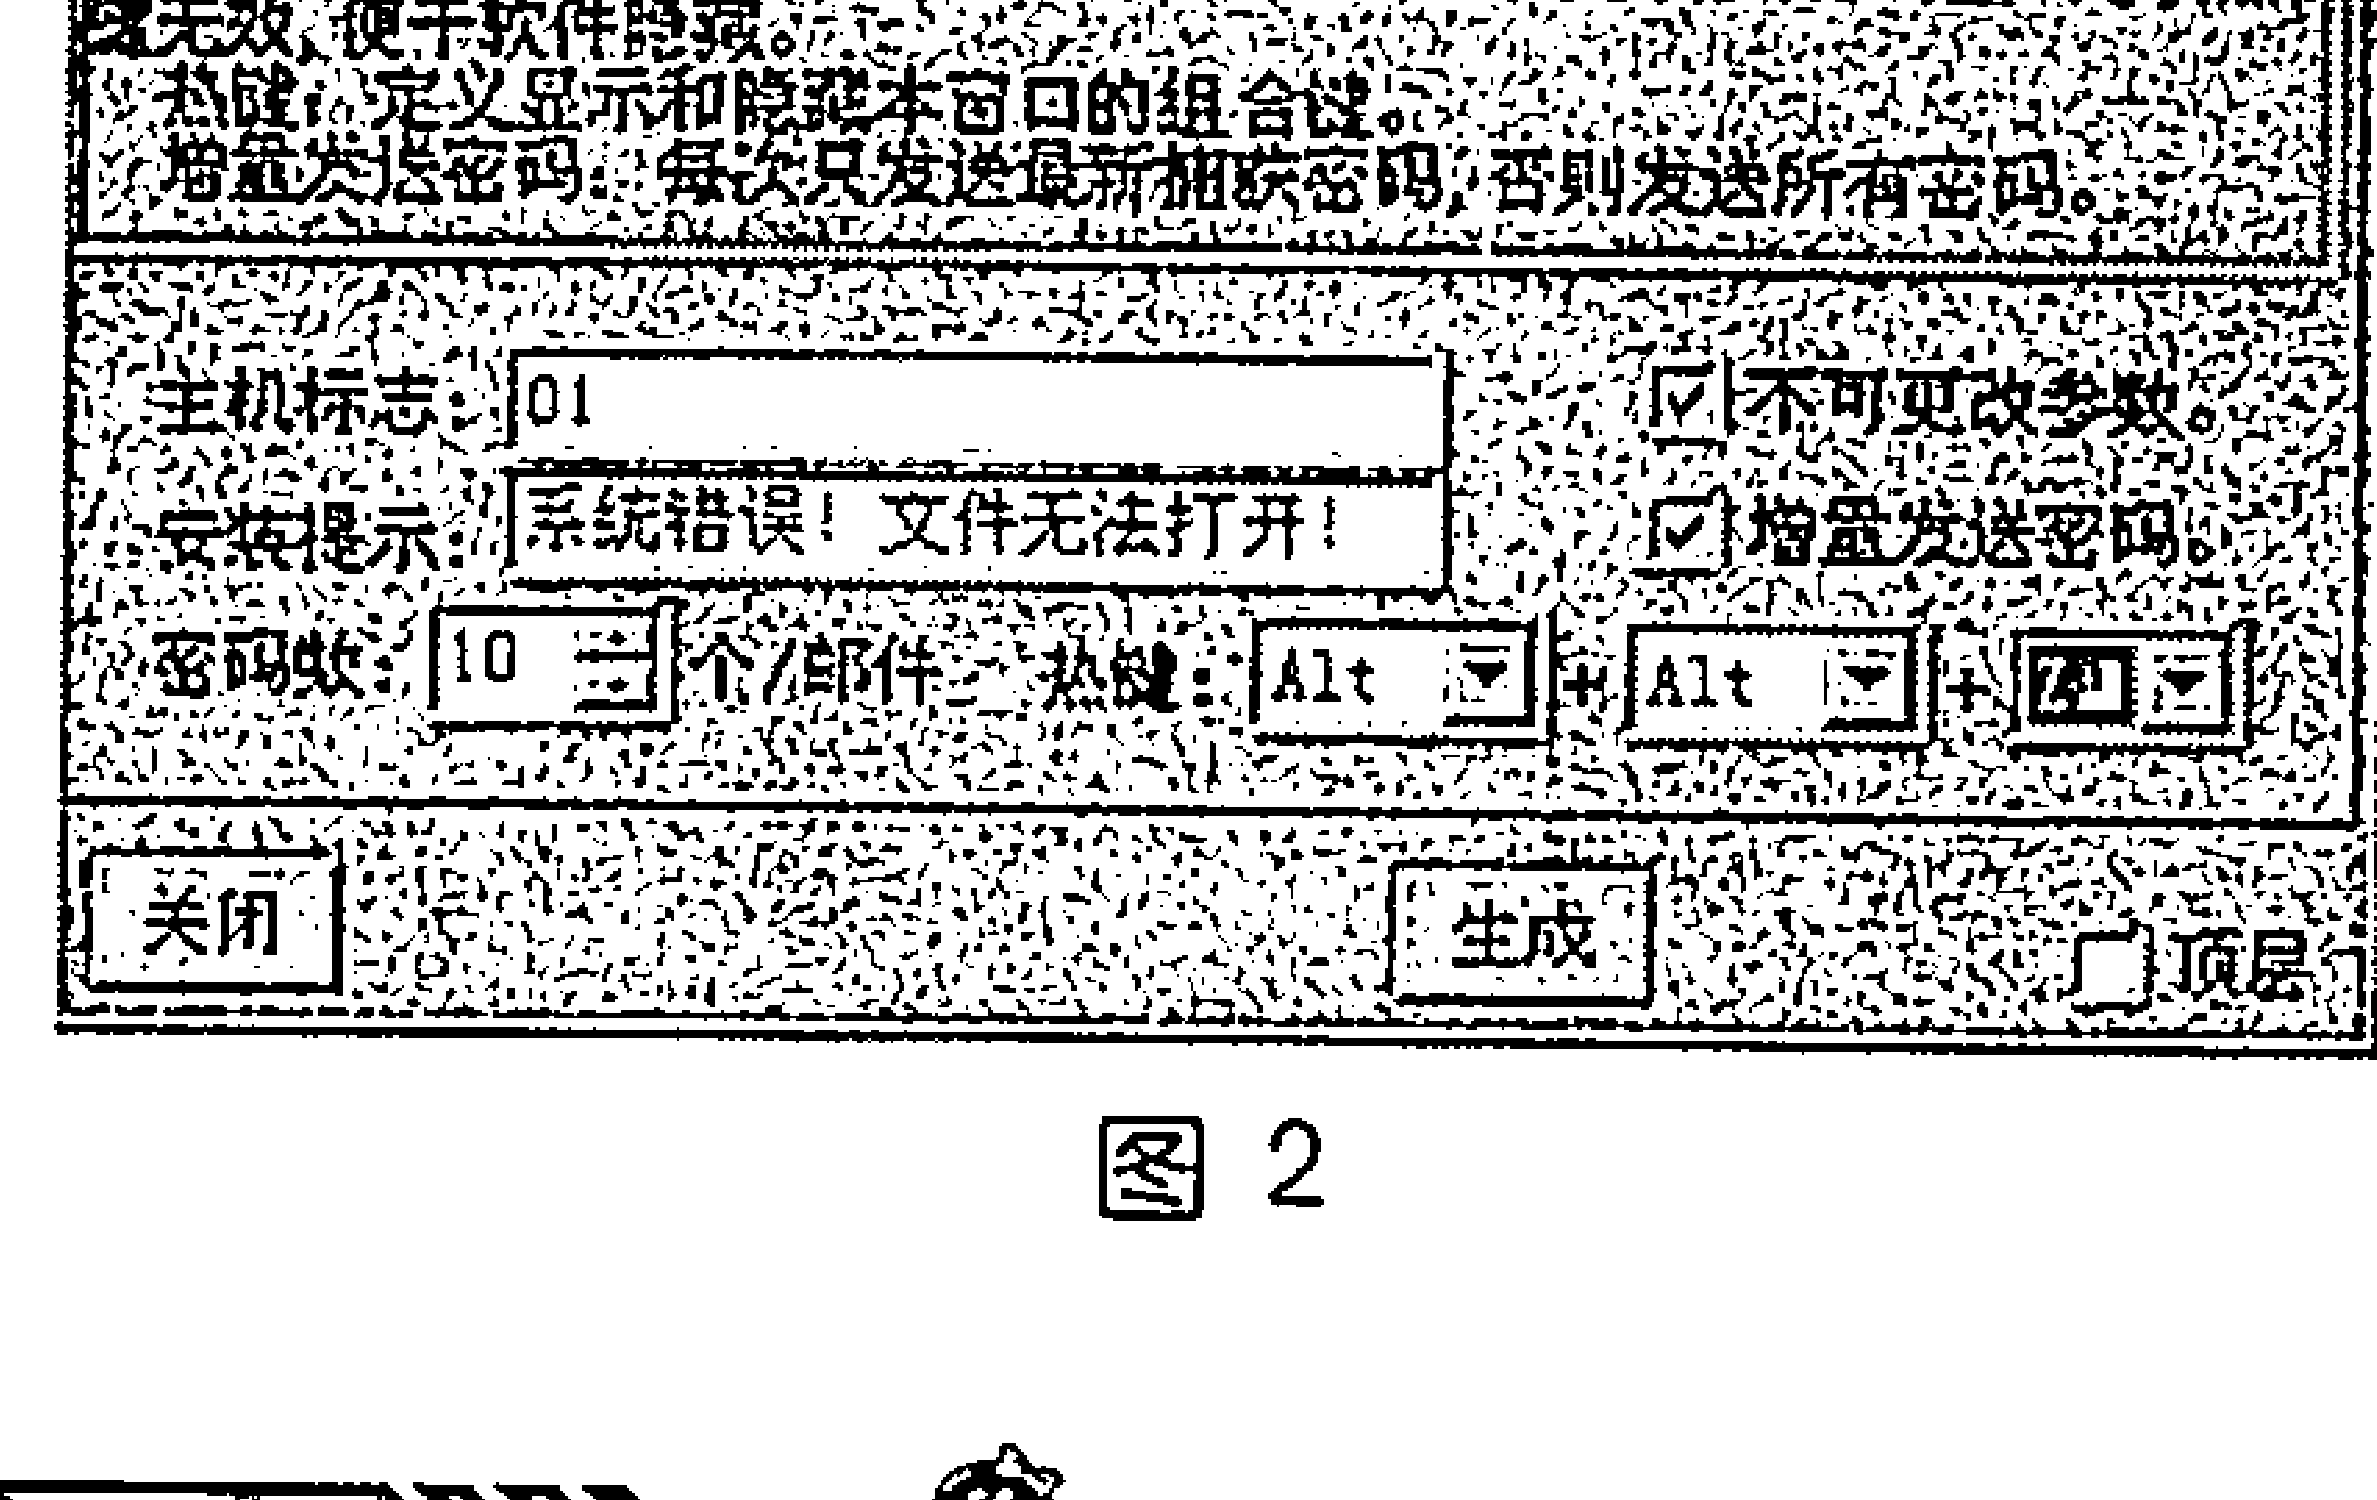 无效,便于软件隐藏。
热键:定义显示和隐藏本窗口的组合键。
增量发送密码:每次只发送最新捕获密码,否则发送所有密码。
主机标志: 01 不可更改参数。
安装提示: 系统错误! 文件无法打开! 增量发送密码。
密码数: 10 个/邮件 热键: Alt + Alt +
关闭 生成 顶层
图 2